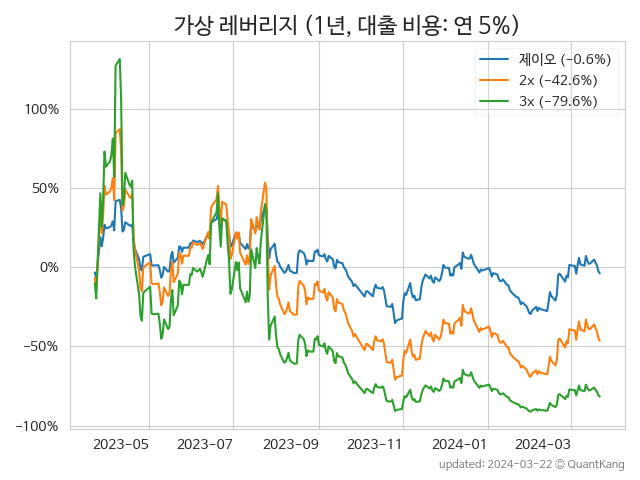 가상 레버리지 (1년, 대출 비용: 연 5%)
제이오 (−0.6%)
2x (−42.6%)
3x (−79.6%)
100%
50%
0%
−50%
−100%
2023-05 2023-07 2023-09 2023-11 2024-01 2024-03
updated: 2024-03-22 © QuantKang